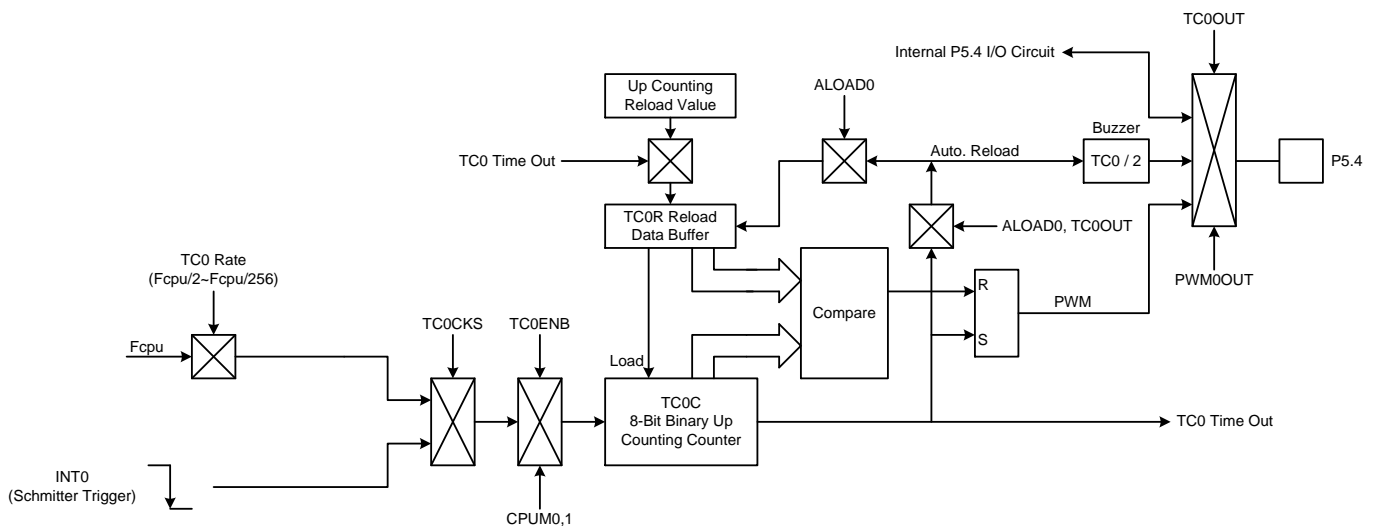 TC0OUT
Internal P5.4 I/O Circuit
Up Counting
Reload Value
ALOAD0
Buzzer
TC0 Time Out
Auto. Reload
TC0 / 2
P5.4
TC0R Reload
Data Buffer
ALOAD0, TC0OUT
TC0 Rate
(Fcpu/2~Fcpu/256)
PWM0OUT
R
PWM
Compare
TC0CKS
TC0ENB
S
Fcpu
Load
TC0C
8-Bit Binary Up
Counting Counter
TC0 Time Out
INT0
(Schmitter Trigger)
CPUM0,1